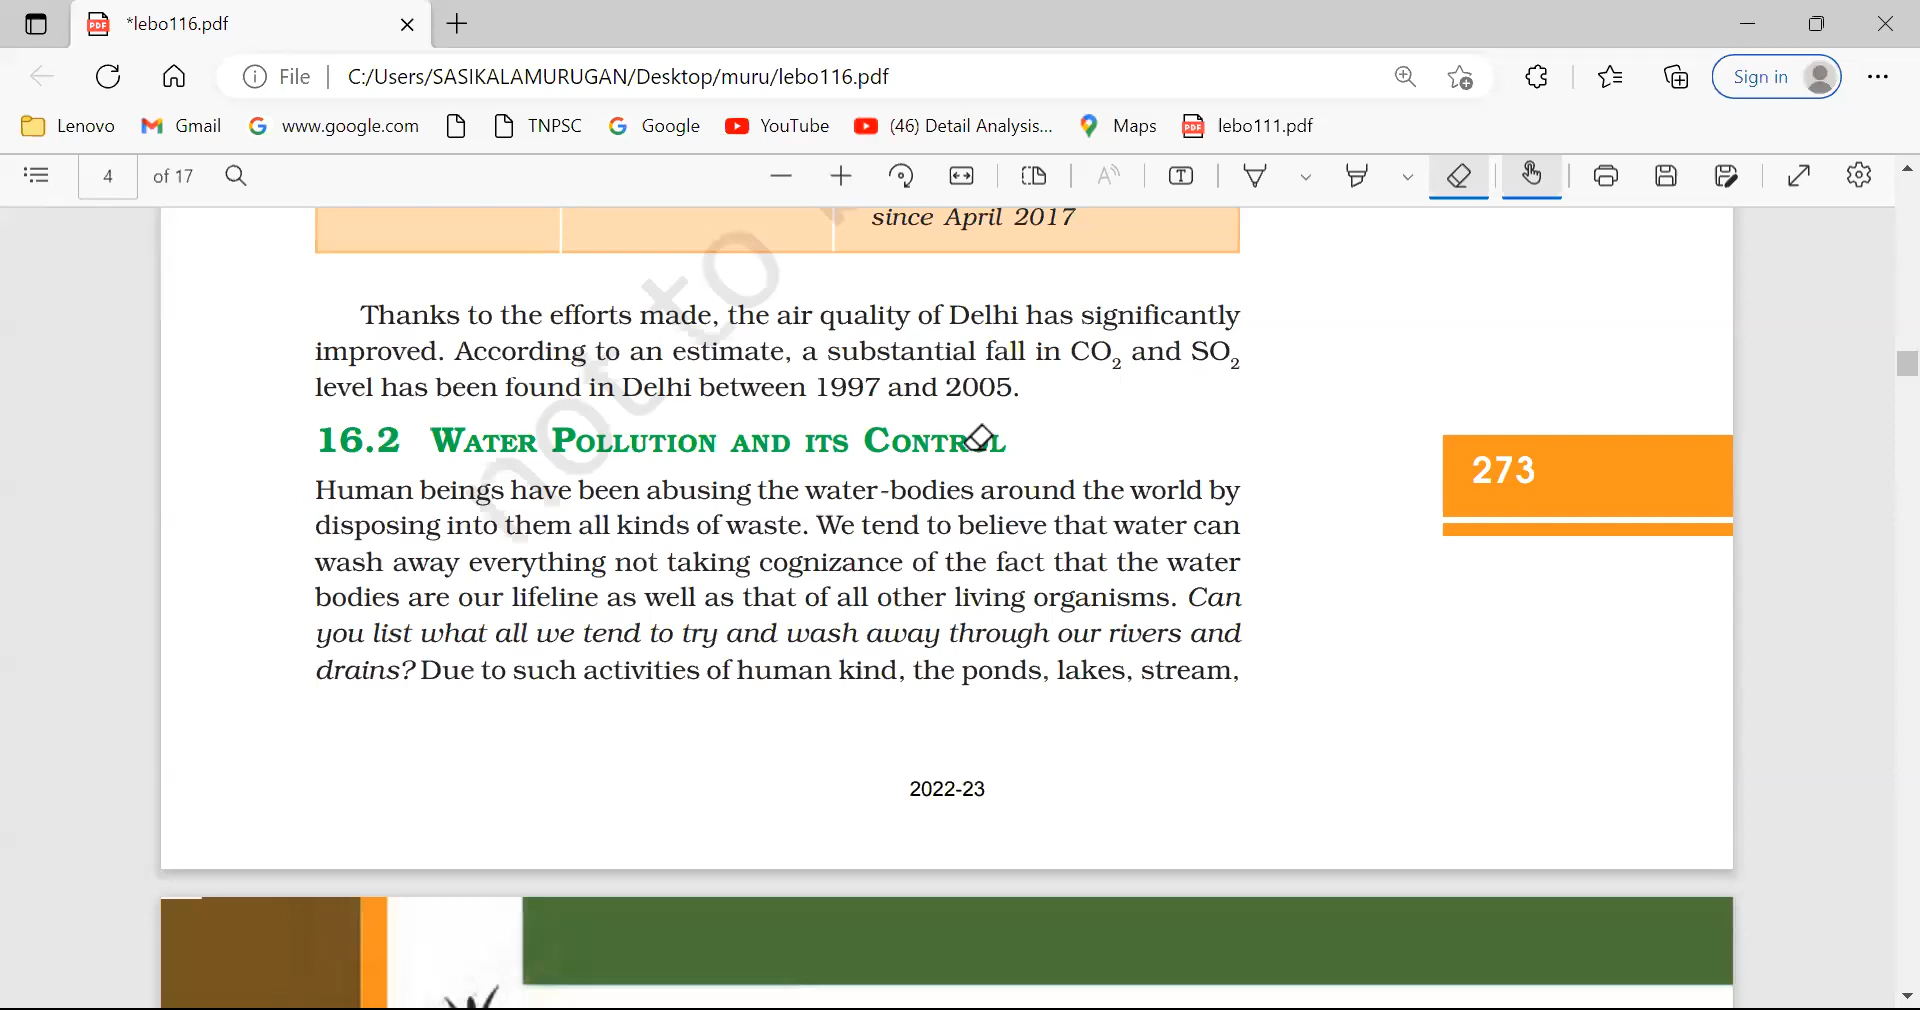 *lebo116.pdf
File | C:/Users/SASIKALAMURUGAN/Desktop/muru/lebo116.pdf
Sign in
Lenovo Gmail www.google.com TNPSC Google YouTube (46) Detail Analysis... Maps lebo111.pdf
4 of 17
since April 2017
Thanks to the efforts made, the air quality of Delhi has significantly
improved. According to an estimate, a substantial fall in CO₂ and SO₂
level has been found in Delhi between 1997 and 2005.
16.2 WATER POLLUTION AND ITS CONTROL
273
Human beings have been abusing the water-bodies around the world by
disposing into them all kinds of waste. We tend to believe that water can
wash away everything not taking cognizance of the fact that the water
bodies are our lifeline as well as that of all other living organisms. Can
you list what all we tend to try and wash away through our rivers and
drains? Due to such activities of human kind, the ponds, lakes, stream,
not to
2022-23